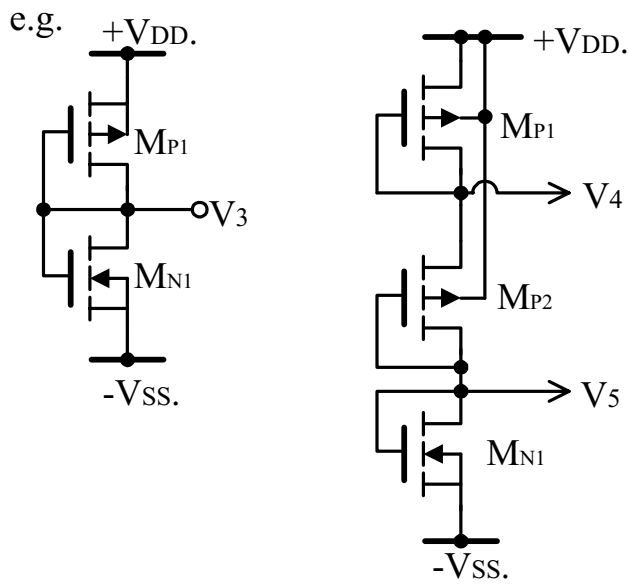 e.g.
+VDD.
MP1
V3
MN1
-VSS.
+VDD.
MP1
V4
MP2
V5
MN1
-VSS.